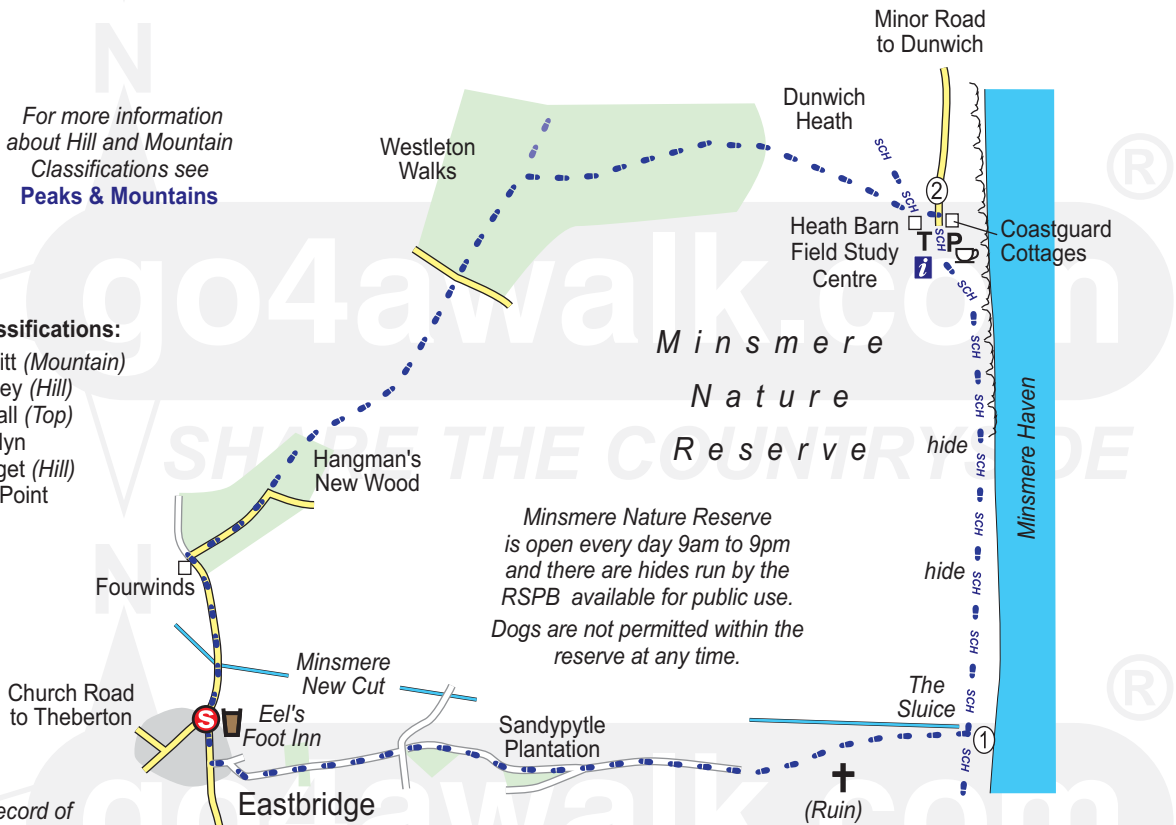 Minor Road
to Dunwich
N
For more information
about Hill and Mountain
Classifications see
Peaks & Mountains
Westleton
Walks
Dunwich
Heath
SCH
SCH
SCH
2
®
Heath Barn
Field Study
Centre
T
P
i
SCH
Coastguard
Cottages
SCH
go4awalk.com
SHARE THE COUNTRYSIDE
ssifications:
itt (Mountain)
ey (Hill)
all (Top)
lyn
get (Hill)
Point
Minsmere
Nature
Reserve
SCH
SCH
hide
SCH
SCH
Minsmere Haven
Hangman's
New Wood
N
Minsmere Nature Reserve
is open every day 9am to 9pm
and there are hides run by the
RSPB available for public use.
Dogs are not permitted within the
reserve at any time.
hide
SCH
SCH
SCH
Fourwinds
Minsmere
New Cut
Church Road
to Theberton
S
Eel's
Foot Inn
Sandypytle
Plantation
The
Sluice
®
1
SCH
Eastbridge
(Ruin)
go4awalk.com
ecord of